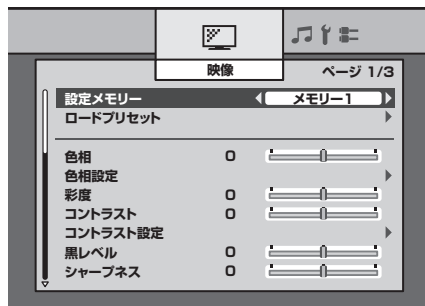 映像
ページ 1/3
設定メモリー メモリー1
ロードプリセット
色相 0
色相設定
彩度 0
コントラスト 0
コントラスト設定
黒レベル 0
シャープネス 0